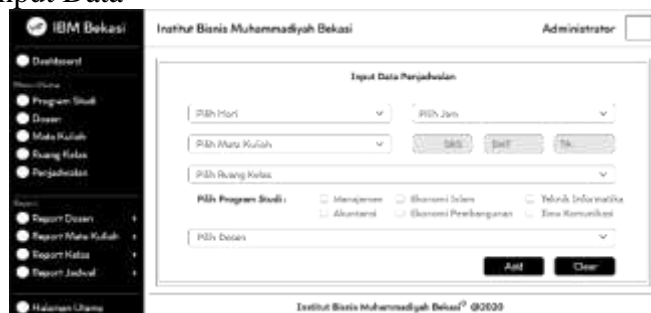 Input Data
IBM Bekasi
Institut Bisnis Muhammadiyah Bekasi
Administrator
Dashboard
Menu Utama
Program Studi
Dosen
Mata Kuliah
Ruang Kelas
Penjadwalan
Report
Report Dosen
Report Mata Kuliah
Report Kelas
Report Jadwal
Halaman Utama
Input Data Penjadwalan
Pilih Hari
Pilih Jam
Pilih Mata Kuliah
SKS
SMT
TA
Pilih Ruang Kelas
Pilih Program Studi :
Manajemen
Ekonomi Islam
Teknik Informatika
Akuntansi
Ekonomi Pembangunan
Ilmu Komunikasi
Pilih Dosen
Add
Clear
Institut Bisnis Muhammadiyah Bekasi @2020